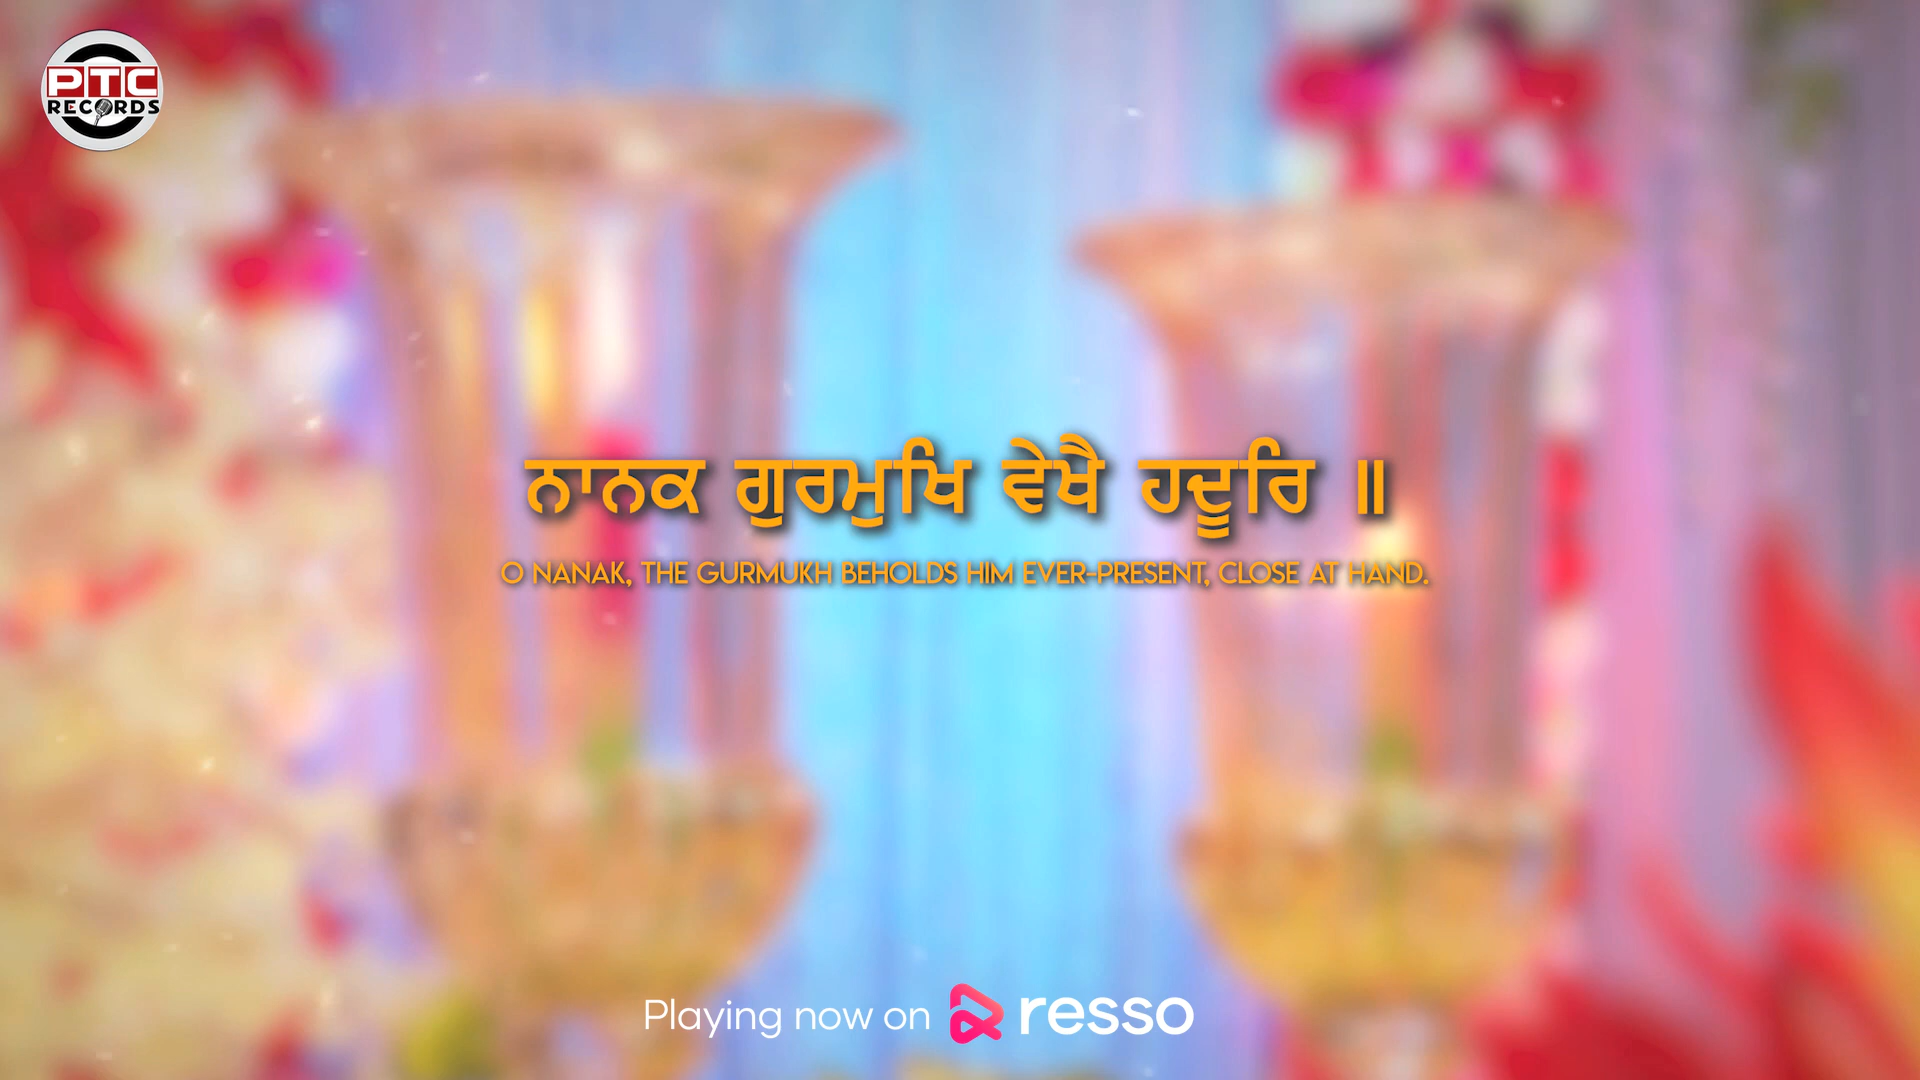 PTC
RECORDS
ਨਾਨਕ ਗੁਰਮੁਖਿ ਵੇਖੈ ਹਦੂਰਿ ॥
O NANAK, THE GURMUKH BEHOLDS HIM EVER-PRESENT, CLOSE AT HAND.
Playing now on resso